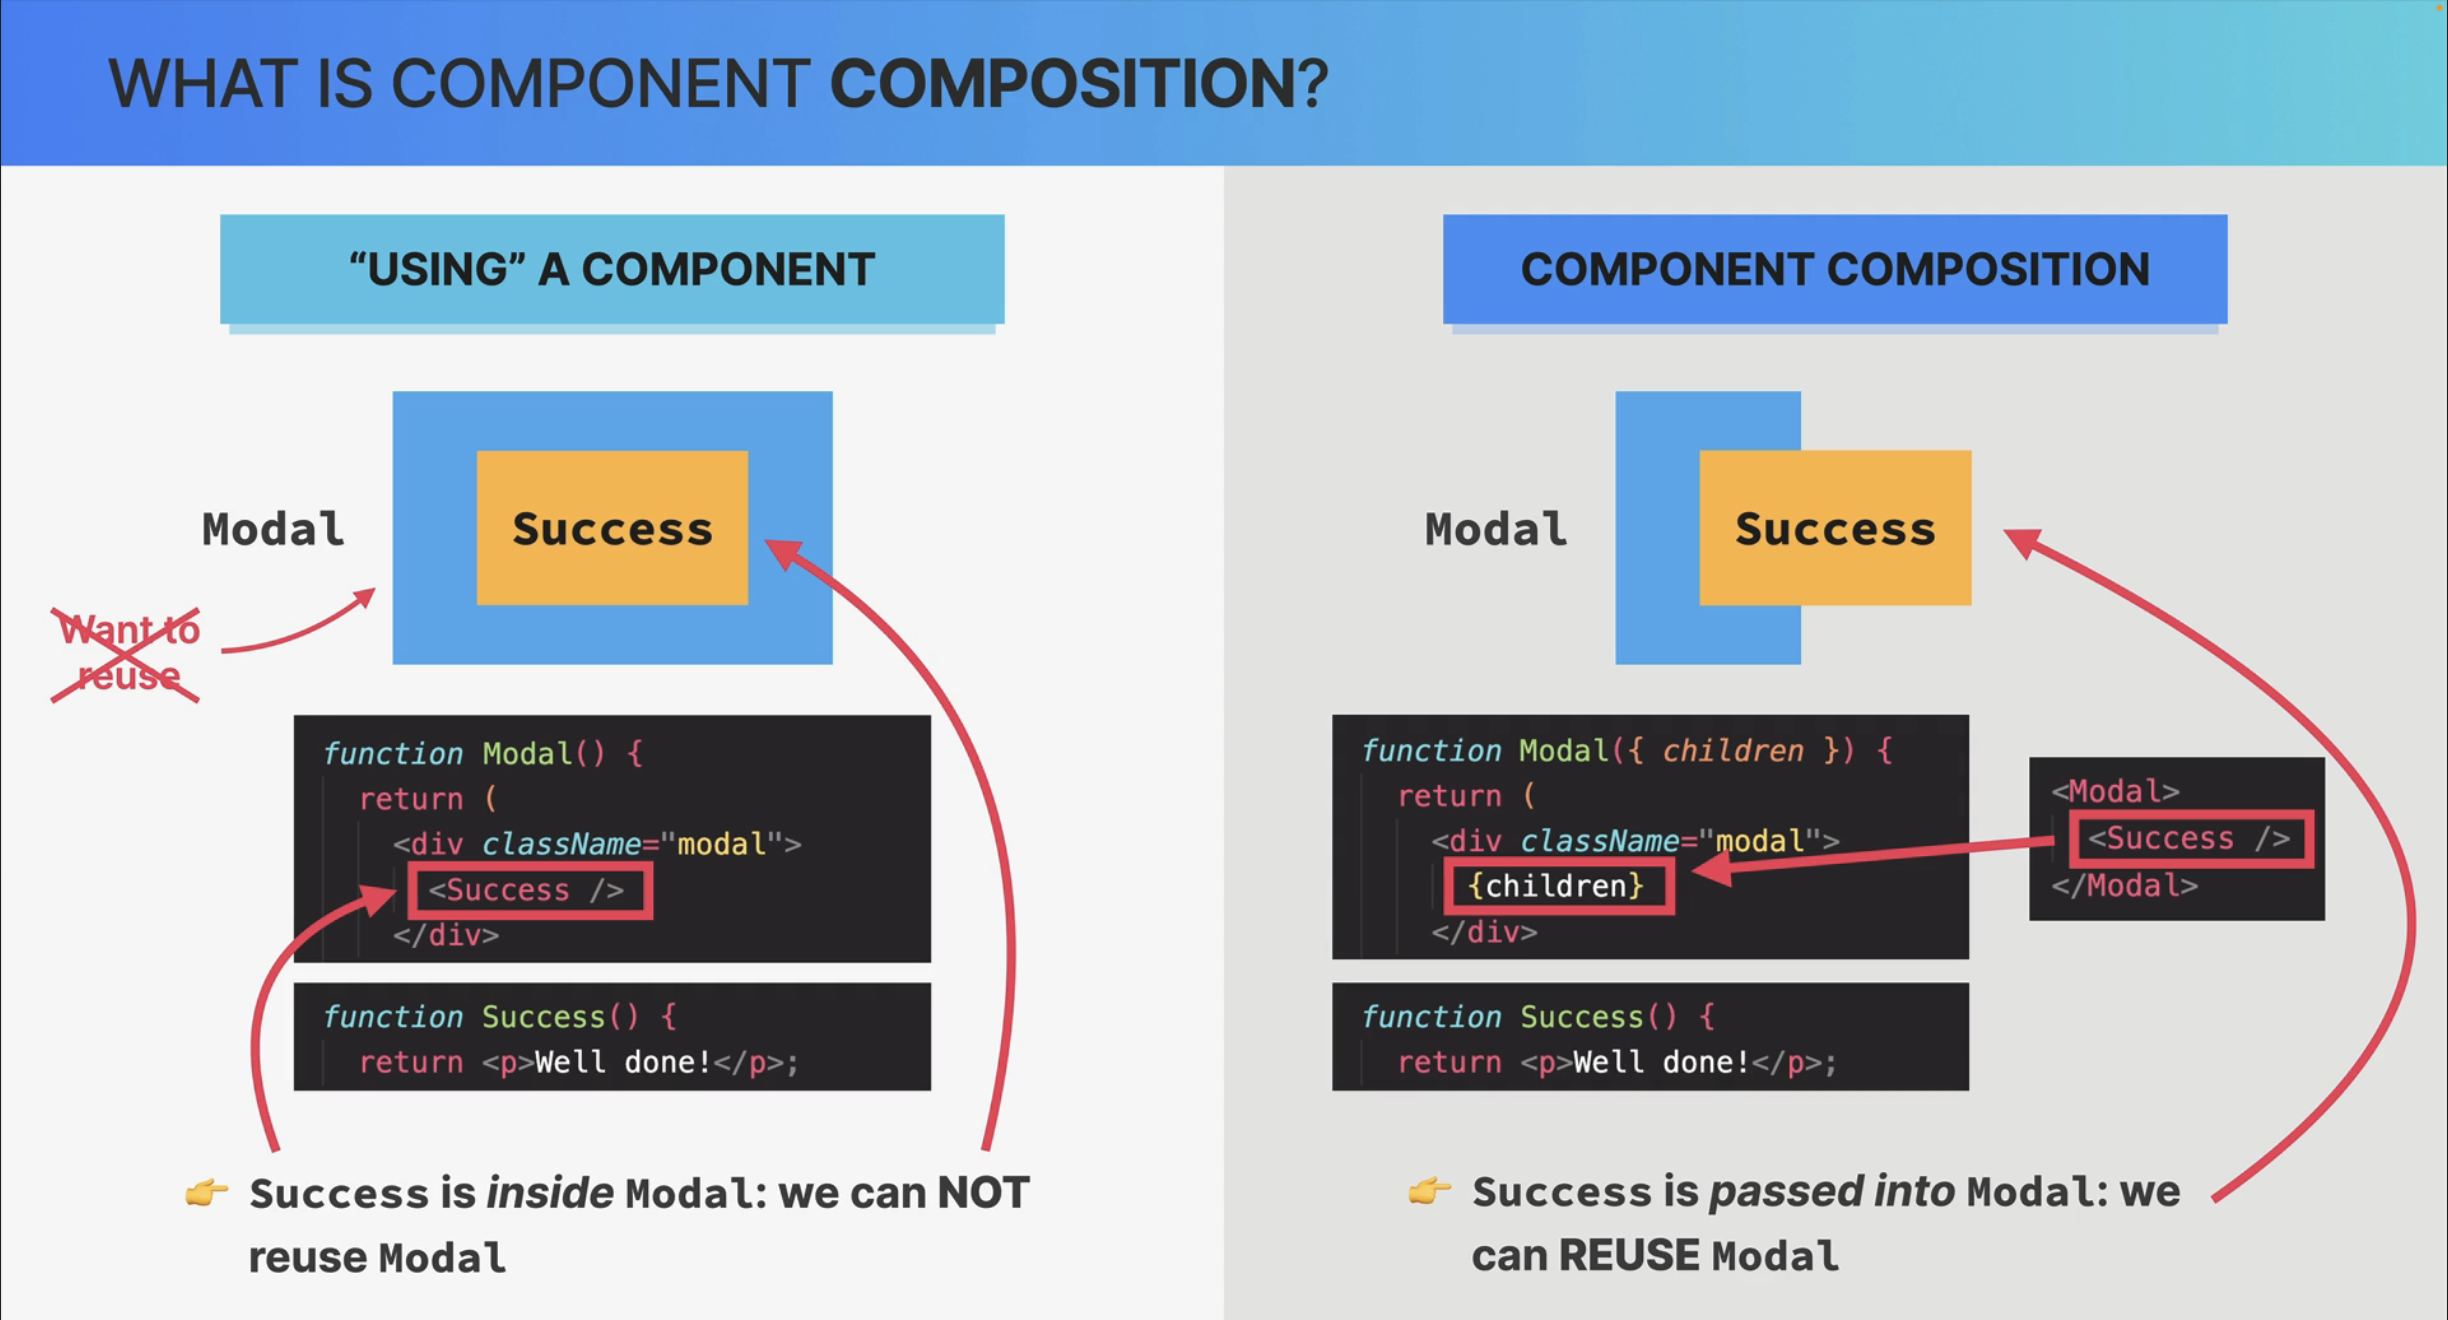 WHAT IS COMPONENT COMPOSITION?
“USING” A COMPONENT
Modal
Success
Want to
reuse
function Modal() {
return (
<div className="modal">
<Success />
</div>
function Success() {
return <p>Well done!</p>;
👉 Success is inside Modal: we can NOT
reuse Modal
COMPONENT COMPOSITION
Modal
Success
function Modal({ children }) {
return (
<div className="modal">
{children}
</div>
<Modal>
<Success />
</Modal>
function Success() {
return <p>Well done!</p>;
👉 Success is passed into Modal: we
can REUSE Modal